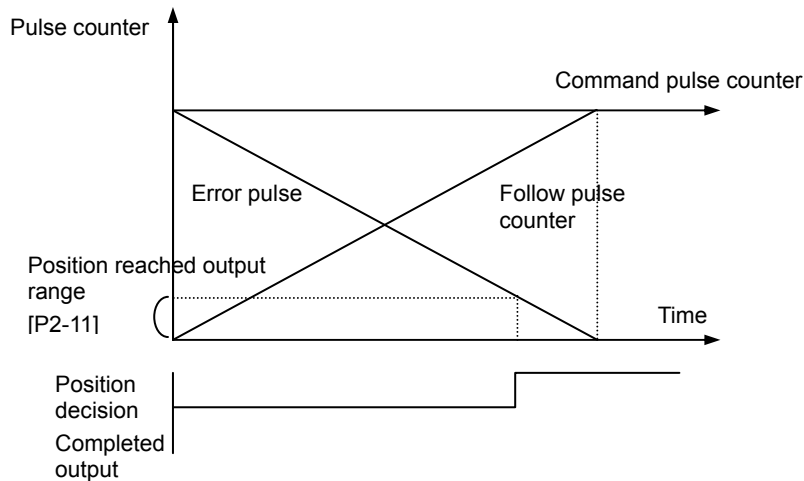 Pulse counter
Command pulse counter
Error pulse
Follow pulse
counter
Position reached output
range
[P2-11]
Time
Position
decision
Completed
output